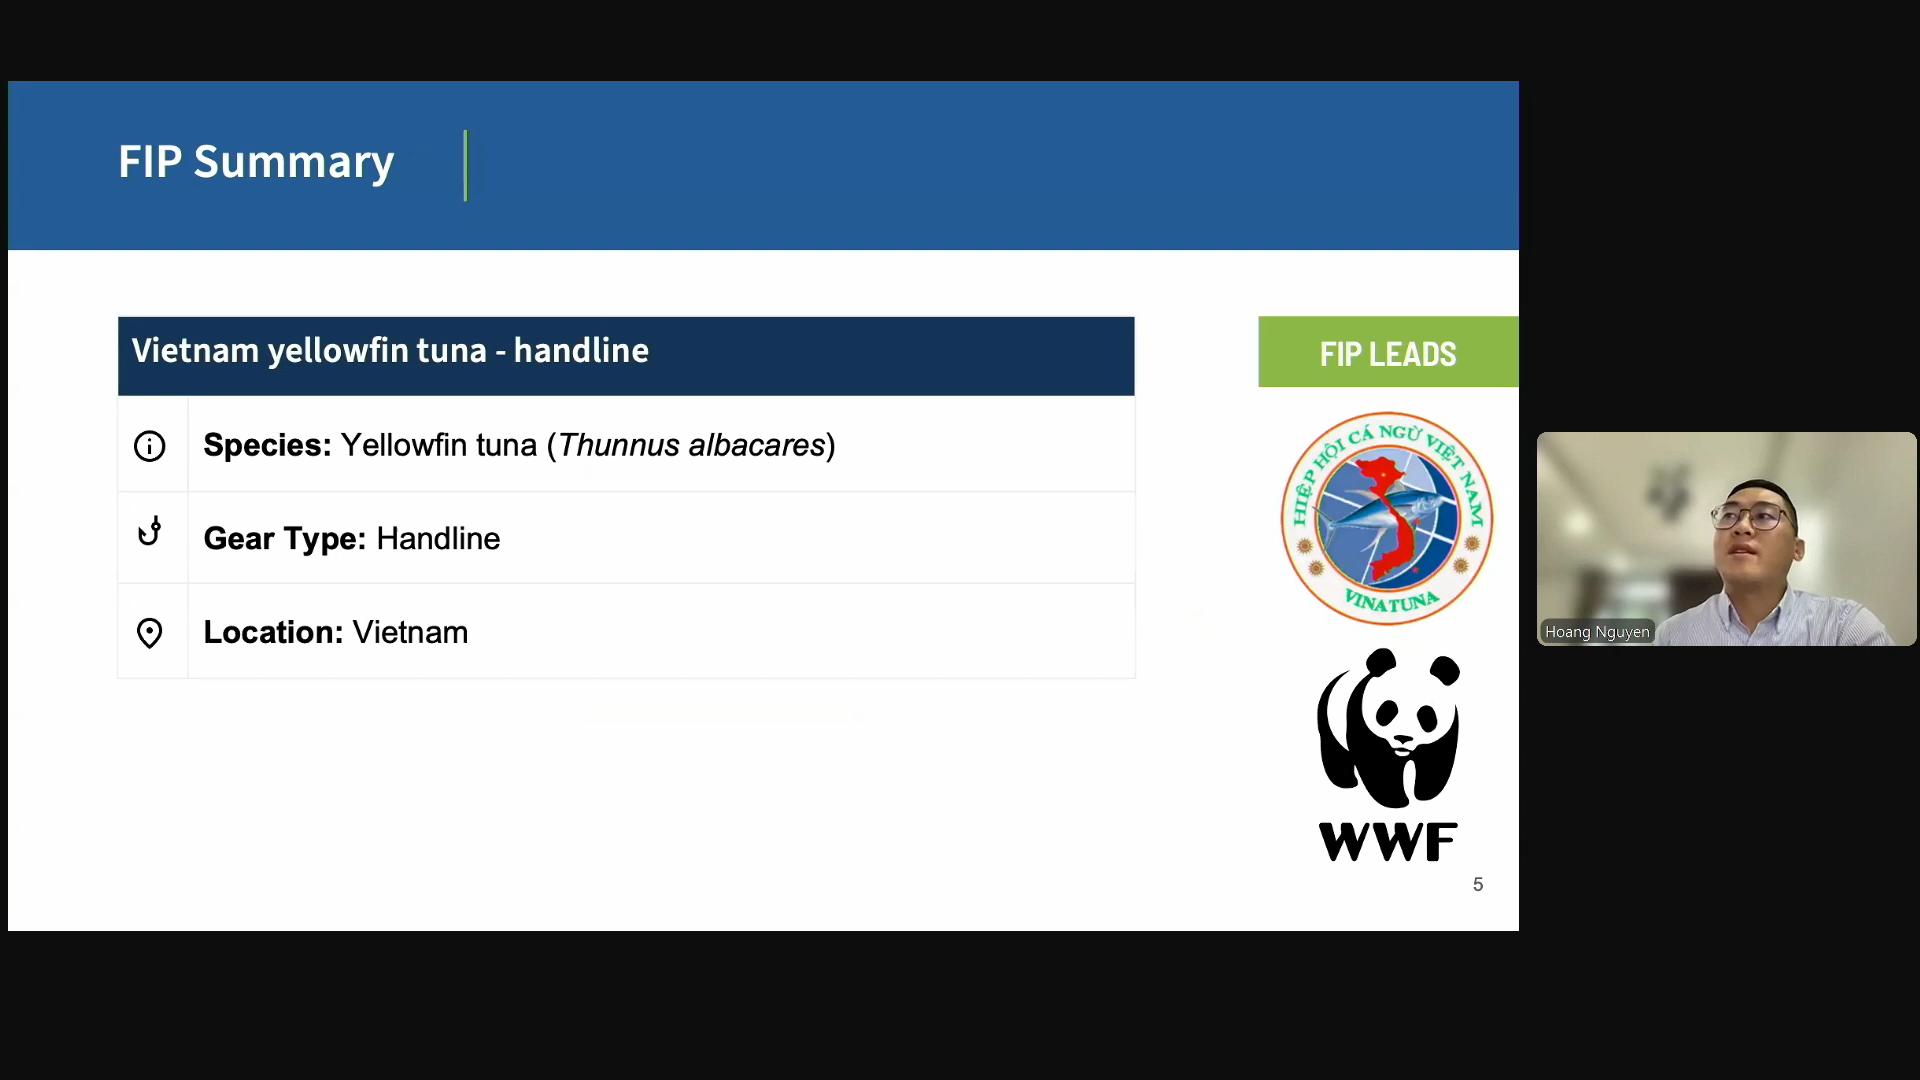 FIP Summary
Vietnam yellowfin tuna - handline
Species: Yellowfin tuna (Thunnus albacares)
Gear Type: Handline
Location: Vietnam
FIP LEADS
HIỆP HỘI CÁ NGỪ VIỆT NAM
VINATUNA
WWF
5
Hoang Nguyen